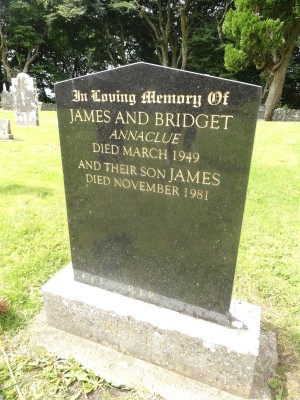 In Loving Memory Of
JAMES AND BRIDGET
ANNACLUE
DIED MARCH 1949
AND THEIR SON JAMES
DIED NOVEMBER 1981